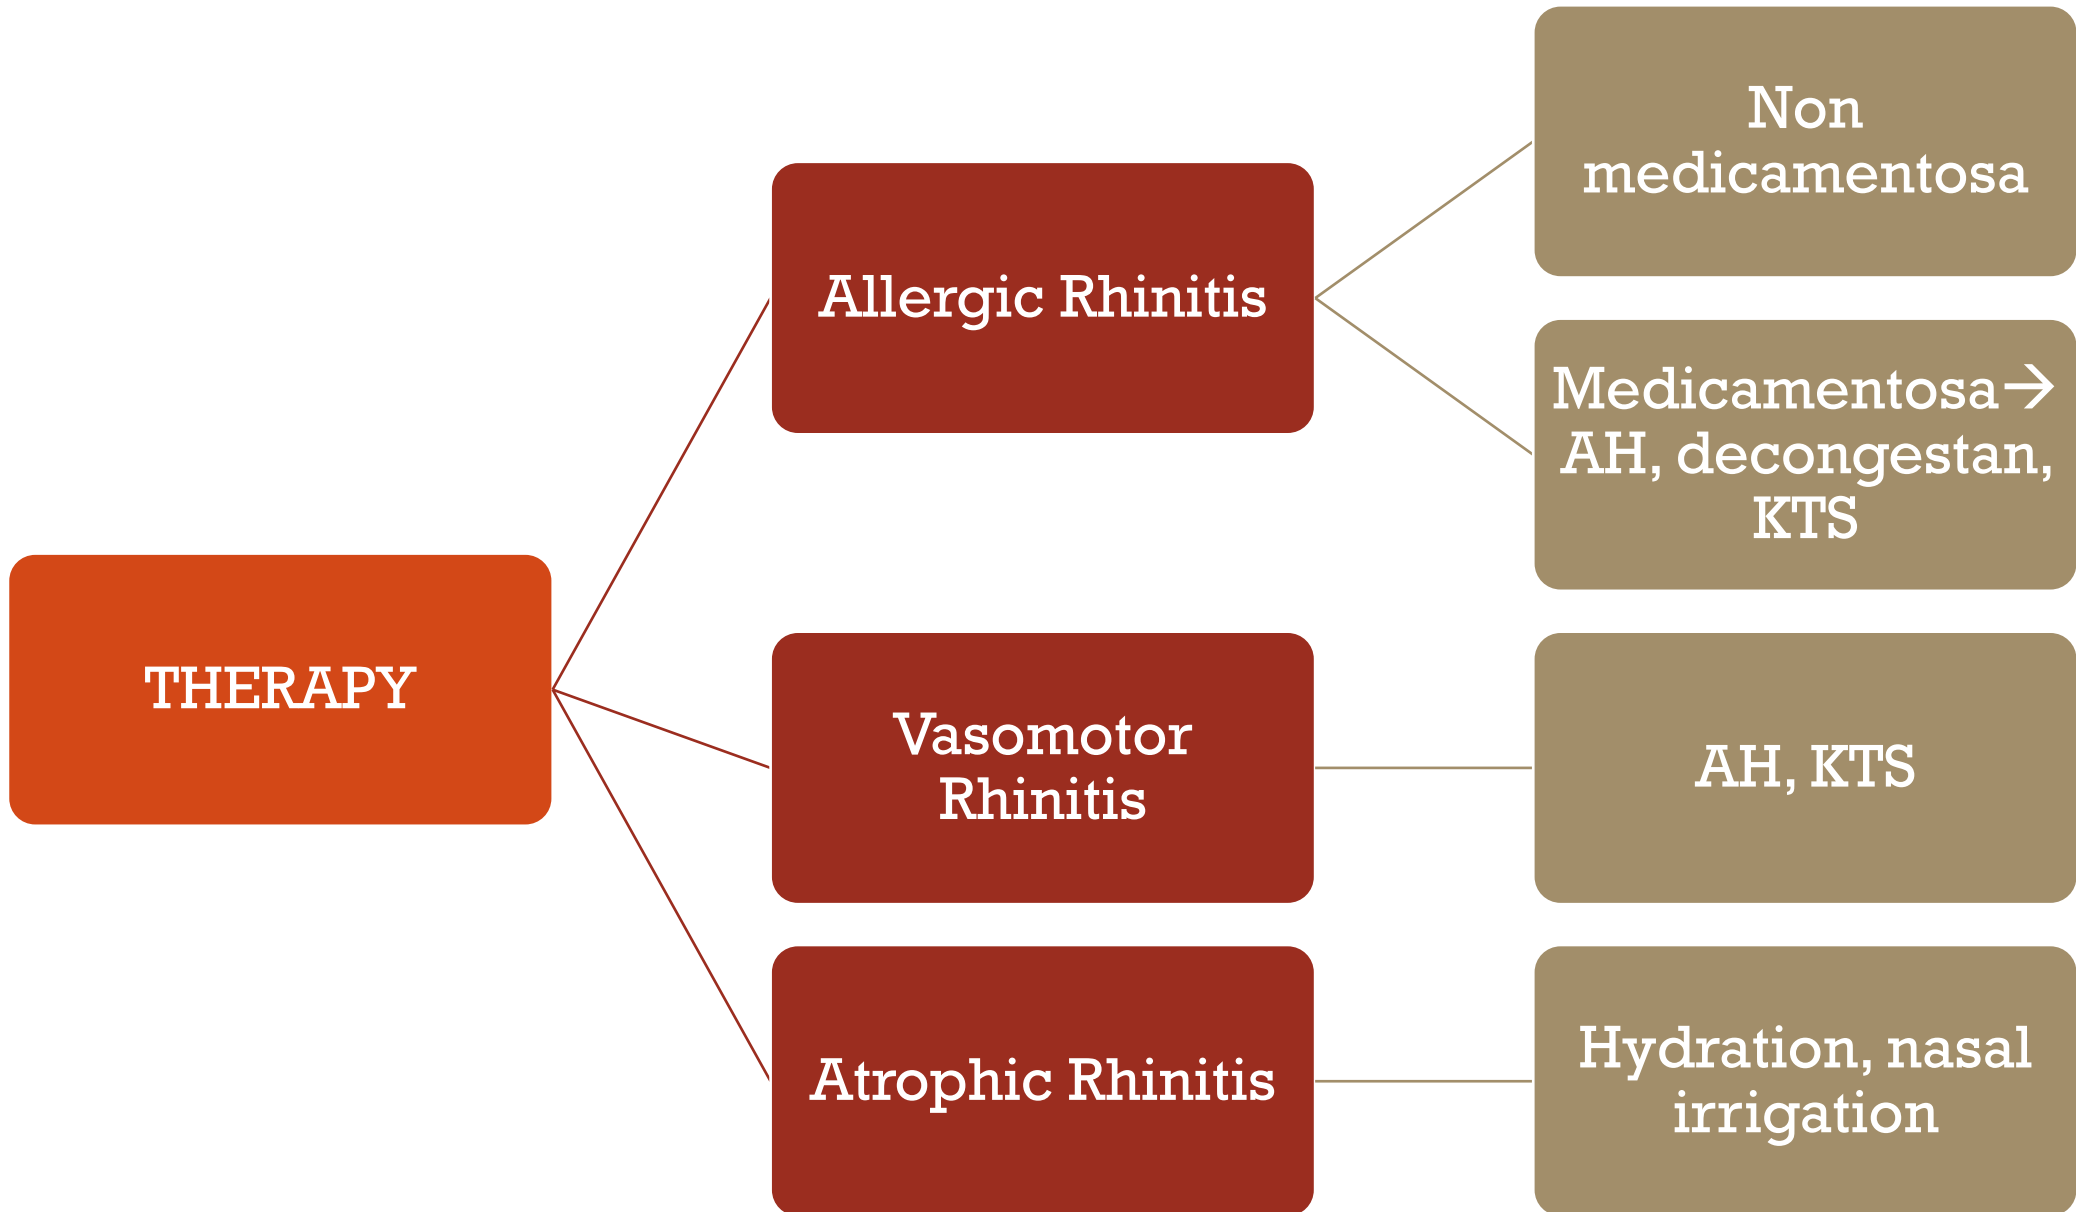 THERAPY
Allergic Rhinitis
Non
medicamentosa
Medicamentosa→
AH, decongestan,
KTS
Vasomotor
Rhinitis
AH, KTS
Atrophic Rhinitis
Hydration, nasal
irrigation